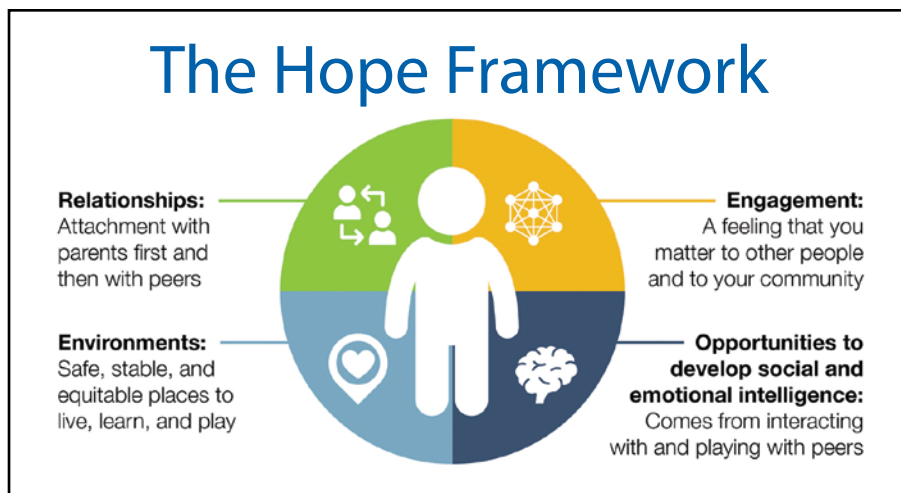 The Hope Framework
Relationships:
Attachment with
parents first and
then with peers
Engagement:
A feeling that you
matter to other people
and to your community
Environments:
Safe, stable, and
equitable places to
live, learn, and play
Opportunities to
develop social and
emotional intelligence:
Comes from interacting
with and playing with peers